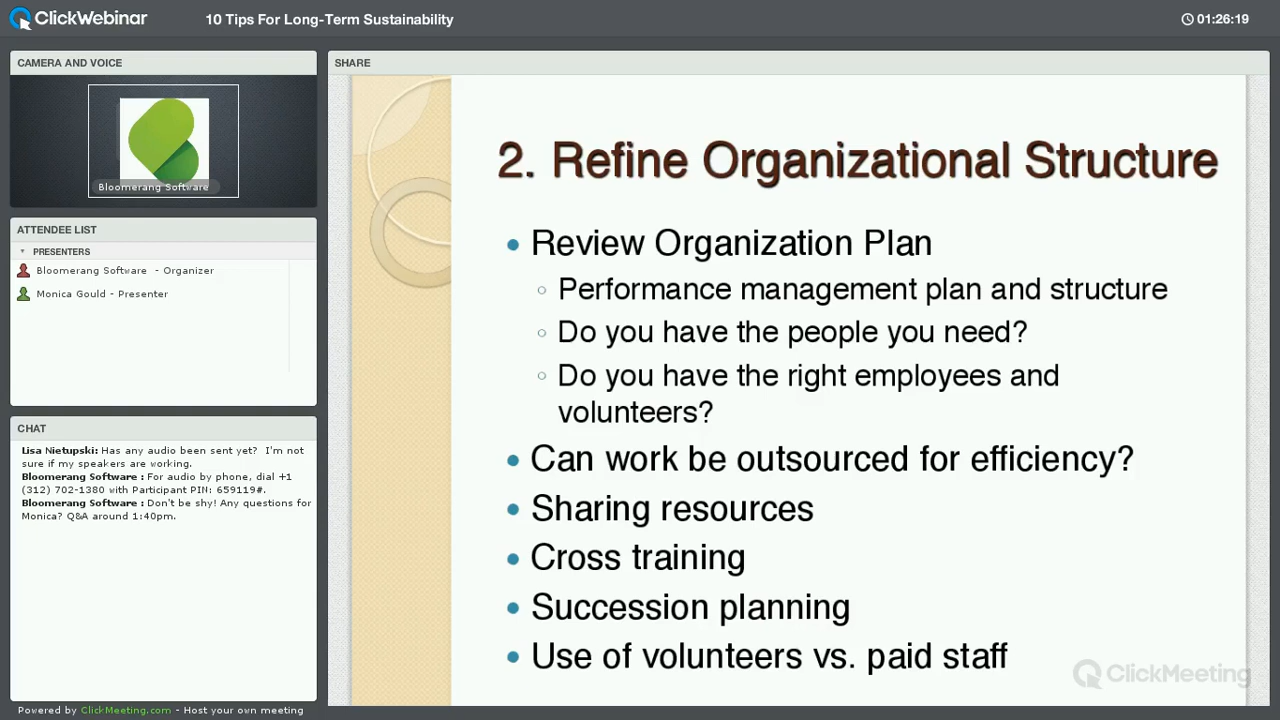 ClickWebinar
10 Tips For Long-Term Sustainability
01:26:19
CAMERA AND VOICE
Bloomerang Software
ATTENDEE LIST
PRESENTERS
Bloomerang Software - Organizer
Monica Gould - Presenter
CHAT
Lisa Nietupski: Has any audio been sent yet? I'm not
sure if my speakers are working.
Bloomerang Software : For audio by phone, dial +1
(312) 702-1380 with Participant PIN: 659119#.
Bloomerang Software : Don't be shy! Any questions for
Monica? Q&A around 1:40pm.
Powered by ClickMeeting.com - Host your own meeting
SHARE
2. Refine Organizational Structure
• Review Organization Plan
○ Performance management plan and structure
○ Do you have the people you need?
○ Do you have the right employees and
volunteers?
• Can work be outsourced for efficiency?
• Sharing resources
• Cross training
• Succession planning
• Use of volunteers vs. paid staff
ClickMeeting